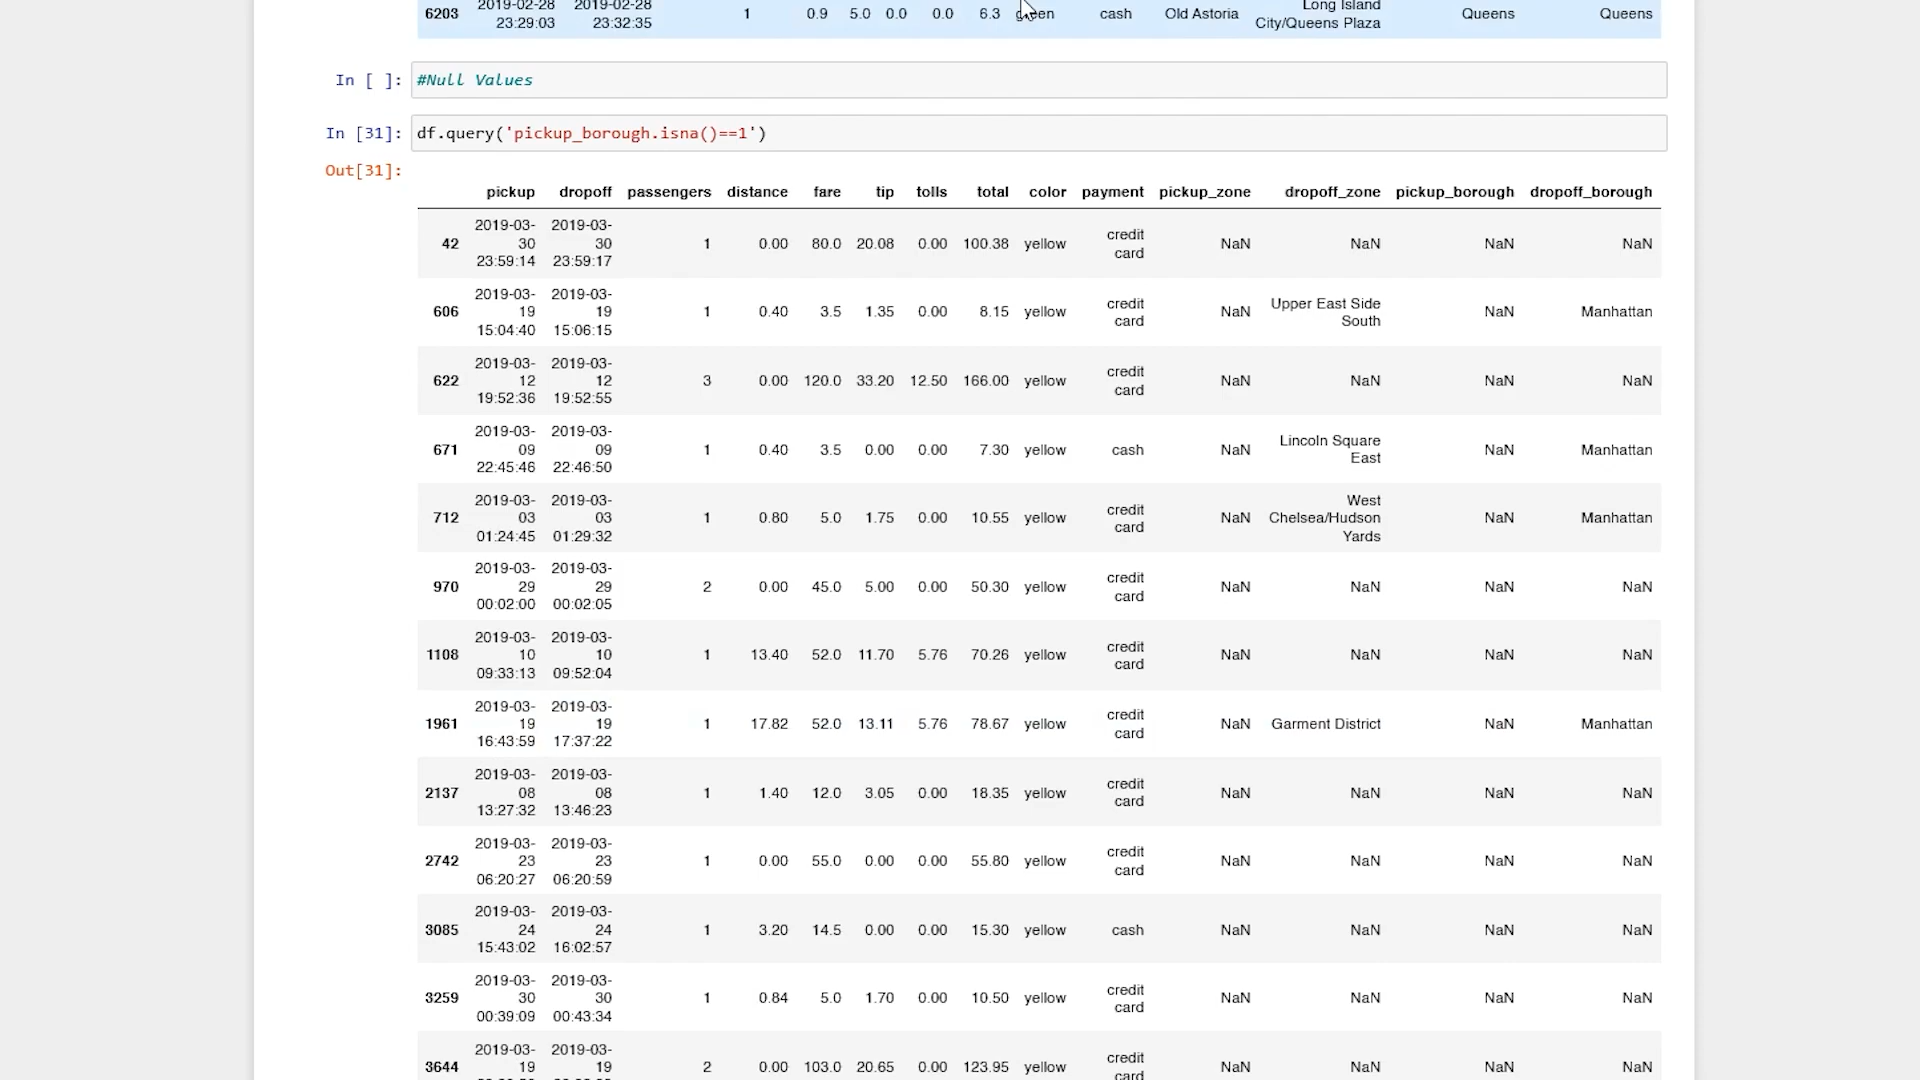 2019-02-28 2019-02-28 Long Island
6203 1 0.9 5.0 0.0 0.0 6.3 green cash Old Astoria Queens Queens
23:29:03 23:32:35 City/Queens Plaza
In [ ]: #Null Values
In [31]: df.query('pickup_borough.isna()==1')
Out[31]:
pickup dropoff passengers distance fare tip tolls total color payment pickup_zone dropoff_zone pickup_borough dropoff_borough
2019-03- 2019-03- credit
42 30 30 1 0.00 80.0 20.08 0.00 100.38 yellow card NaN NaN NaN NaN
23:59:14 23:59:17
2019-03- 2019-03- credit Upper East Side
606 19 19 1 0.40 3.5 1.35 0.00 8.15 yellow card NaN South NaN Manhattan
15:04:40 15:06:15
2019-03- 2019-03- credit
622 12 12 3 0.00 120.0 33.20 12.50 166.00 yellow card NaN NaN NaN NaN
19:52:36 19:52:55
2019-03- 2019-03- Lincoln Square
671 09 09 1 0.40 3.5 0.00 0.00 7.30 yellow cash NaN East NaN Manhattan
22:45:46 22:46:50
2019-03- 2019-03- credit West
712 03 03 1 0.80 5.0 1.75 0.00 10.55 yellow card NaN Chelsea/Hudson NaN Manhattan
01:24:45 01:29:32 Yards
2019-03- 2019-03- credit
970 29 29 2 0.00 45.0 5.00 0.00 50.30 yellow card NaN NaN NaN NaN
00:02:00 00:02:05
2019-03- 2019-03- credit
1108 10 10 1 13.40 52.0 11.70 5.76 70.26 yellow card NaN NaN NaN NaN
09:33:13 09:52:04
2019-03- 2019-03- credit
1961 19 19 1 17.82 52.0 13.11 5.76 78.67 yellow card NaN Garment District NaN Manhattan
16:43:59 17:37:22
2019-03- 2019-03- credit
2137 08 08 1 1.40 12.0 3.05 0.00 18.35 yellow card NaN NaN NaN NaN
13:27:32 13:46:23
2019-03- 2019-03- credit
2742 23 23 1 0.00 55.0 0.00 0.00 55.80 yellow card NaN NaN NaN NaN
06:20:27 06:20:59
2019-03- 2019-03-
3085 24 24 1 3.20 14.5 0.00 0.00 15.30 yellow cash NaN NaN NaN NaN
15:43:02 16:02:57
2019-03- 2019-03- credit
3259 30 30 1 0.84 5.0 1.70 0.00 10.50 yellow card NaN NaN NaN NaN
00:39:09 00:43:34
2019-03- 2019-03- credit
3644 19 19 2 0.00 103.0 20.65 0.00 123.95 yellow card NaN NaN NaN NaN